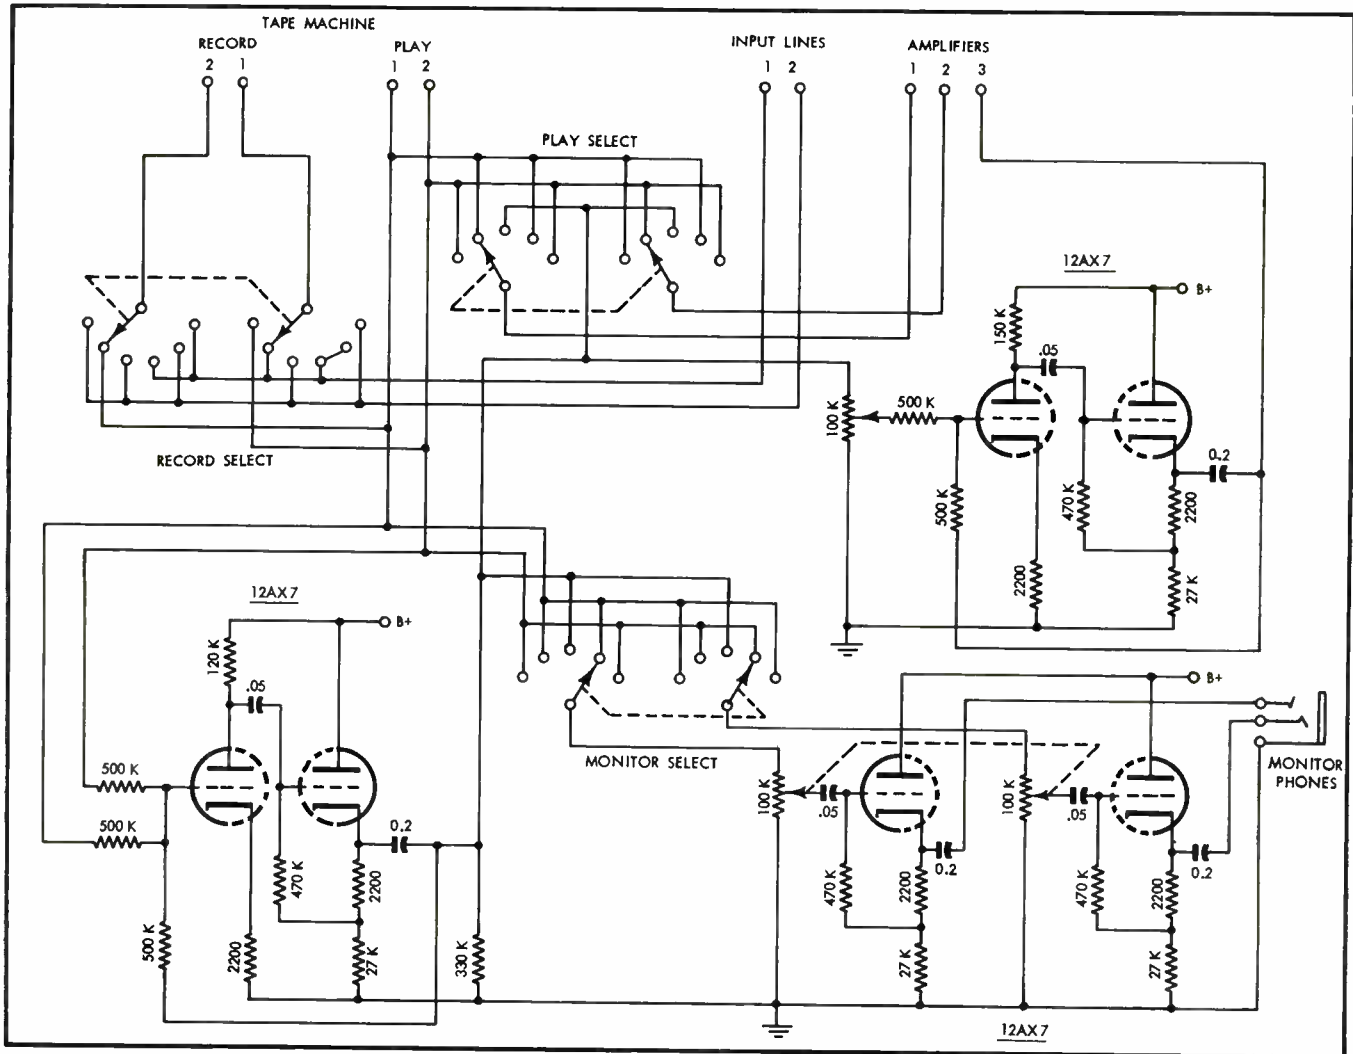 TAPE MACHINE
RECORD
2 1
PLAY
1 2
INPUT LINES
1 2
AMPLIFIERS
1 2 3
PLAY SELECT
RECORD SELECT
12AX7
B+
150 K
.05
100 K
500 K
500 K
470 K
0.2
2200
2200
27 K
12AX7
B+
120 K
.05
500 K
500 K
500 K
470 K
0.2
2200
2200
27 K
330 K
MONITOR SELECT
B+
100 K
.05
470 K
0.2
2200
27 K
100 K
.05
470 K
0.2
2200
27 K
MONITOR
PHONES
12AX7